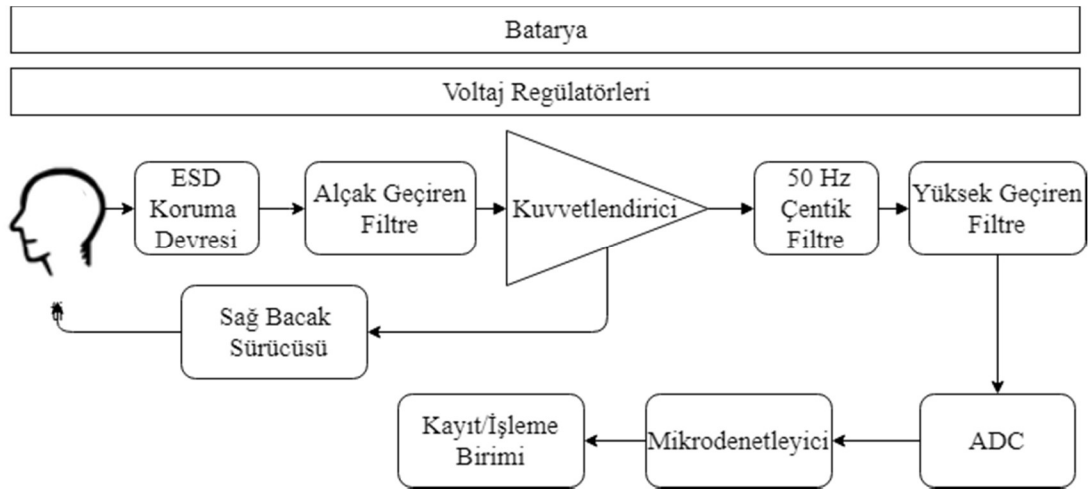 Batarya
Voltaj Regülatörleri
ESD
Koruma
Devresi
Alçak Geçiren
Filtre
Kuvvetlendirici
50 Hz
Çentik
Filtre
Yüksek Geçiren
Filtre
Sağ Bacak
Sürücüsü
Kayıt/İşleme
Birimi
Mikrodenetleyici
ADC